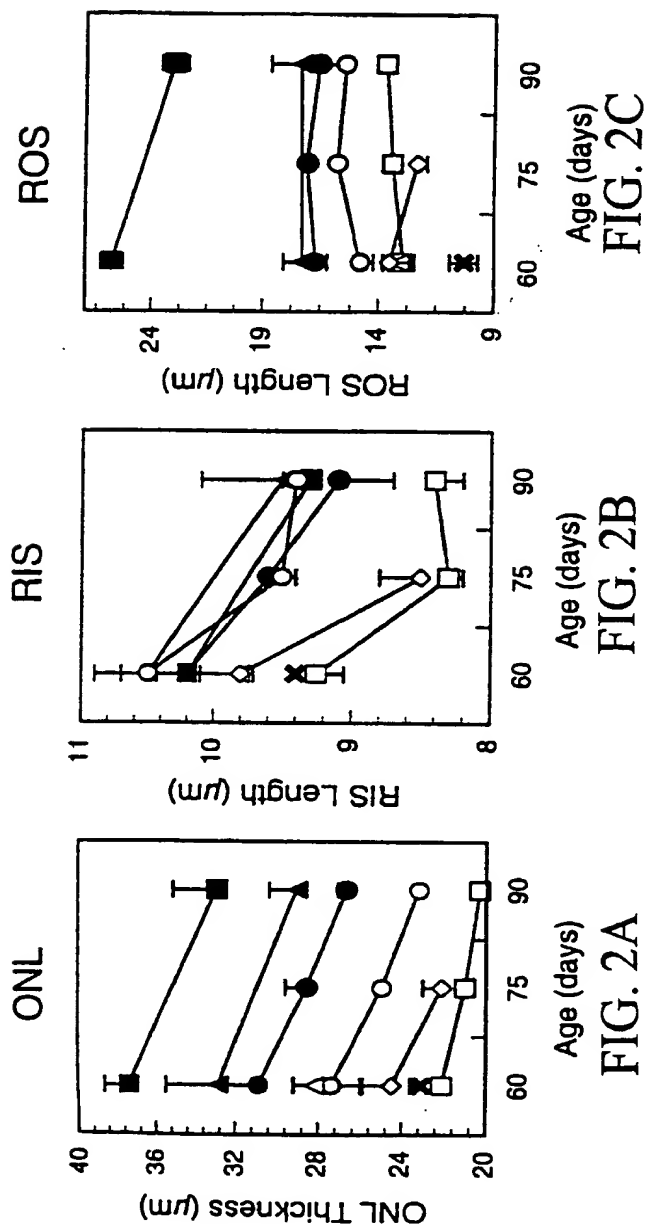 ONL
ONL Thickness (μm)
40
36
32
28
24
20
60
75
90
Age (days)
FIG. 2A
RIS
RIS Length (μm)
11
10
9
8
60
75
90
Age (days)
FIG. 2B
ROS
ROS Length (μm)
24
19
14
9
60
75
90
Age (days)
FIG. 2C